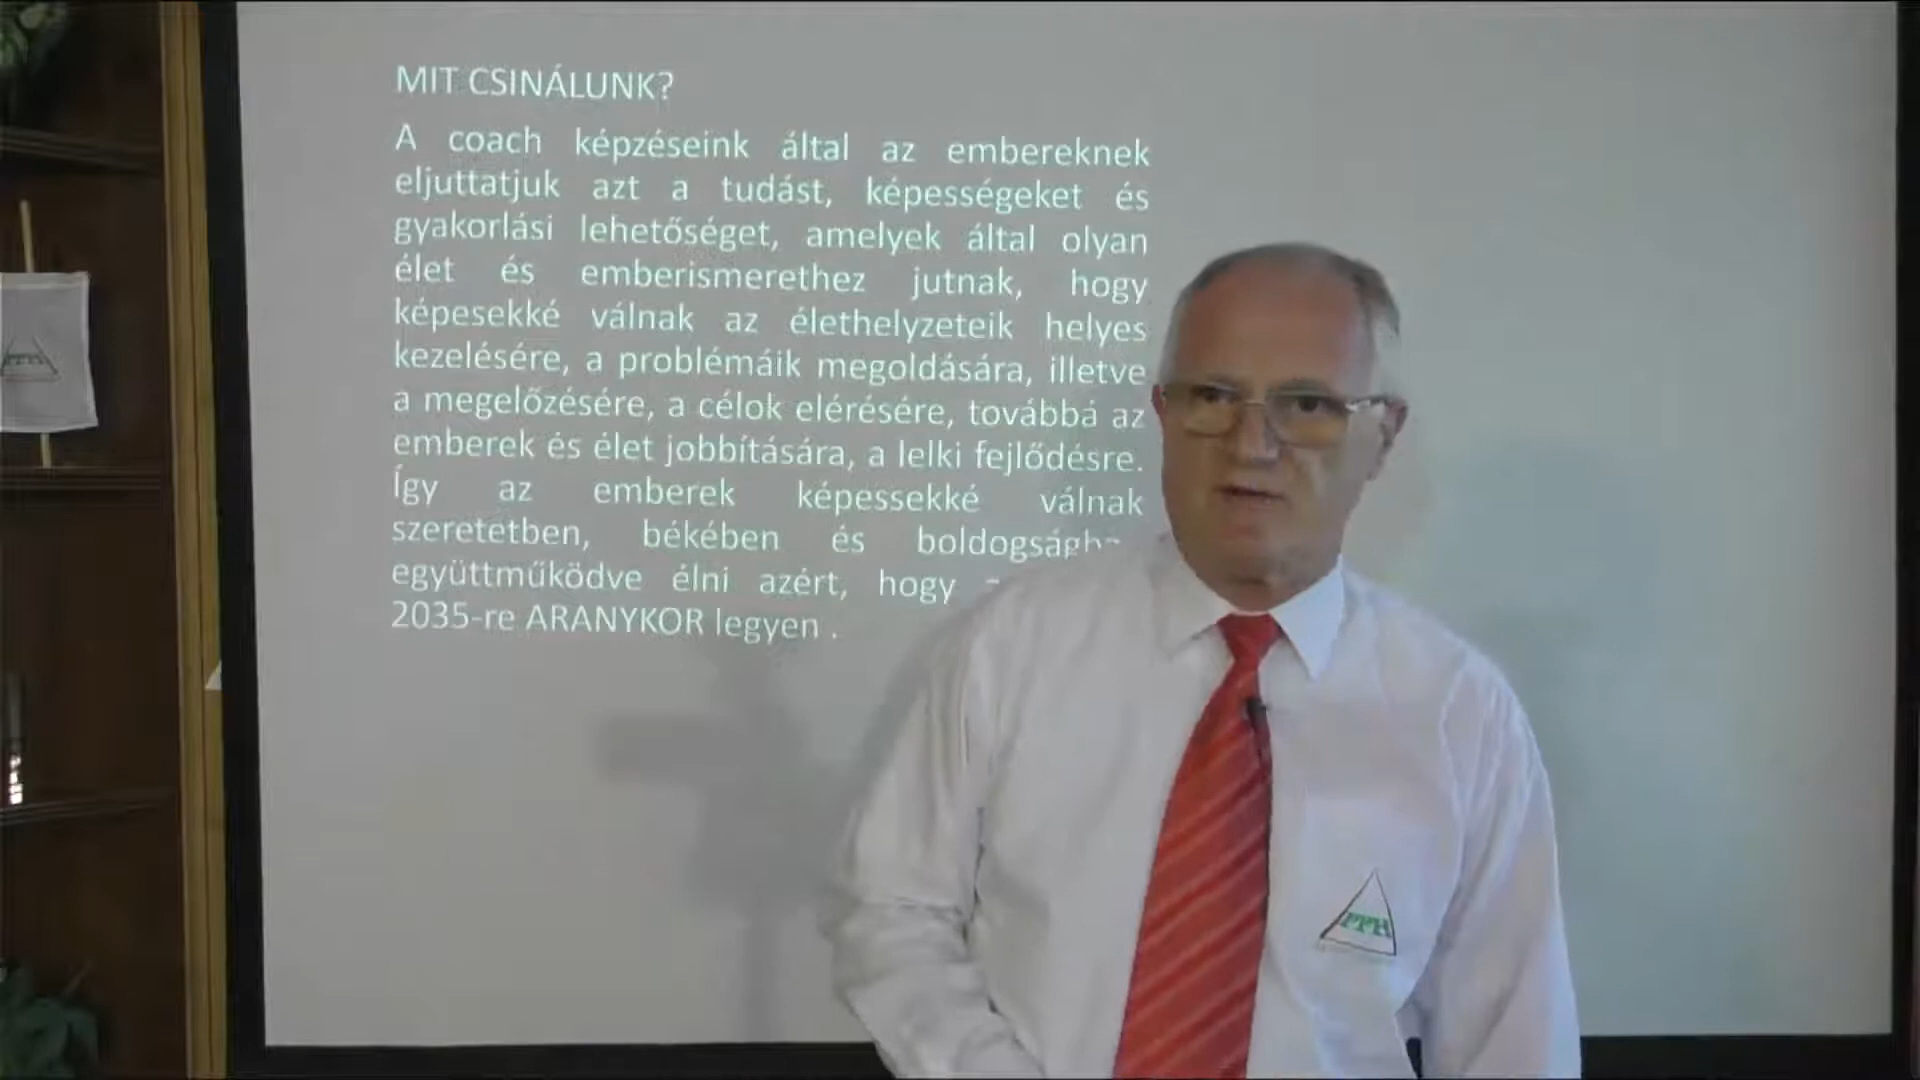 MIT CSINÁLUNK?
A coach képzéseink által az embereknek
eljuttatjuk azt a tudást, képességeket és
gyakorlási lehetőséget, amelyek által olyan
élet és emberismerethez jutnak, hogy
képesekké válnak az élethelyzeteik helyes
kezelésére, a problémáik megoldására, illetve
a megelőzésére, a célok elérésére, továbbá az
emberek és élet jobbítására, a lelki fejlődésre.
Így az emberek képessekké válnak
szeretetben, békében és
együttműködve élni azért, hogy
2035-re ARANYKOR legyen .